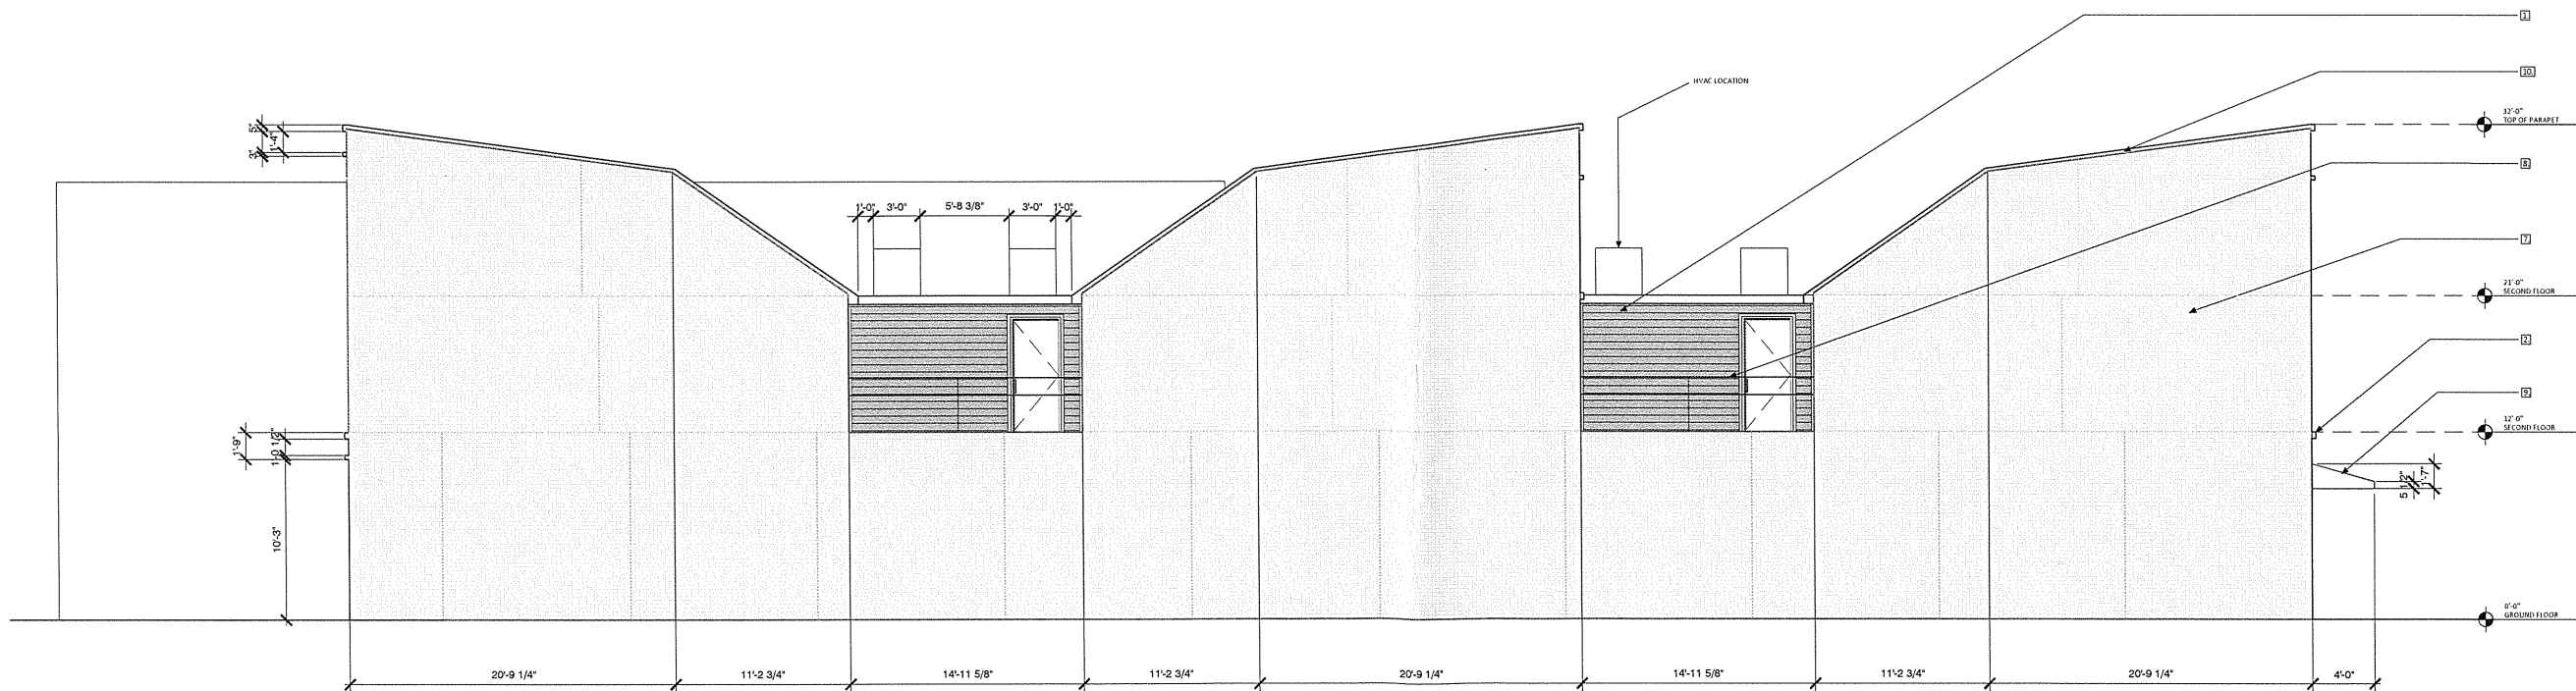 1.
HVAC LOCATION
10.
32'-0"
TOP OF PARAPET
5"
1'-4"
3"
8.
1'-0" 3'-0" 5'-8 3/8" 3'-0" 1'-0"
7.
21'-0"
SECOND FLOOR
2.
9.
12'-0"
SECOND FLOOR
1'-9"
1'-0 1/2"
1'-7"
5 1/2"
10'-3"
0'-0"
GROUND FLOOR
20'-9 1/4" 11'-2 3/4" 14'-11 5/8" 11'-2 3/4" 20'-9 1/4" 14'-11 5/8" 11'-2 3/4" 20'-9 1/4" 4'-0"